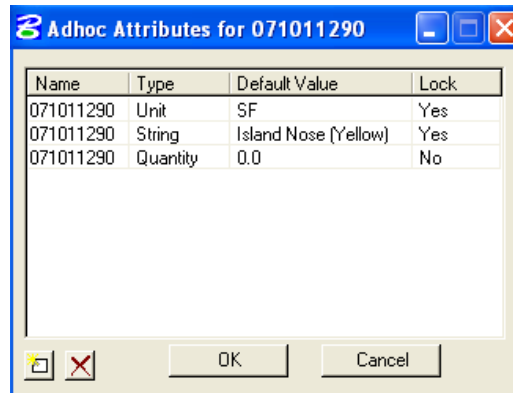 Adhoc Attributes for 071011290
Name Type Default Value Lock
071011290 Unit SF Yes
071011290 String Island Nose (Yellow) Yes
071011290 Quantity 0.0 No
OK Cancel